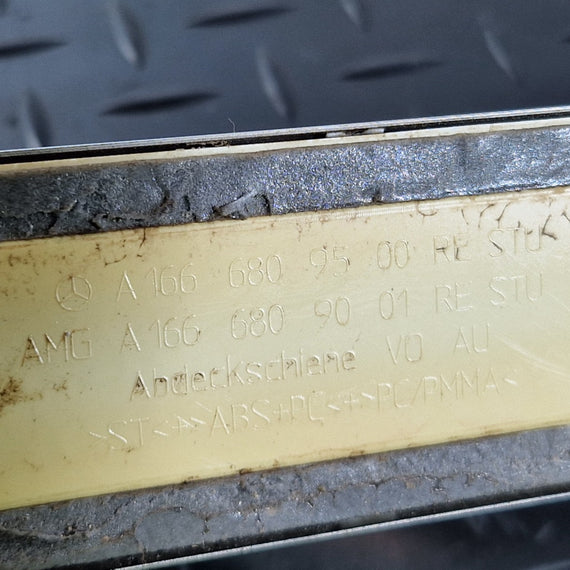 A 166 680 95 00 RE STU
AMG A 166 680 90 01 RE STU
Abdeckschiene VO AU
>ST<+>ABS+PC<+>PC/PMMA<